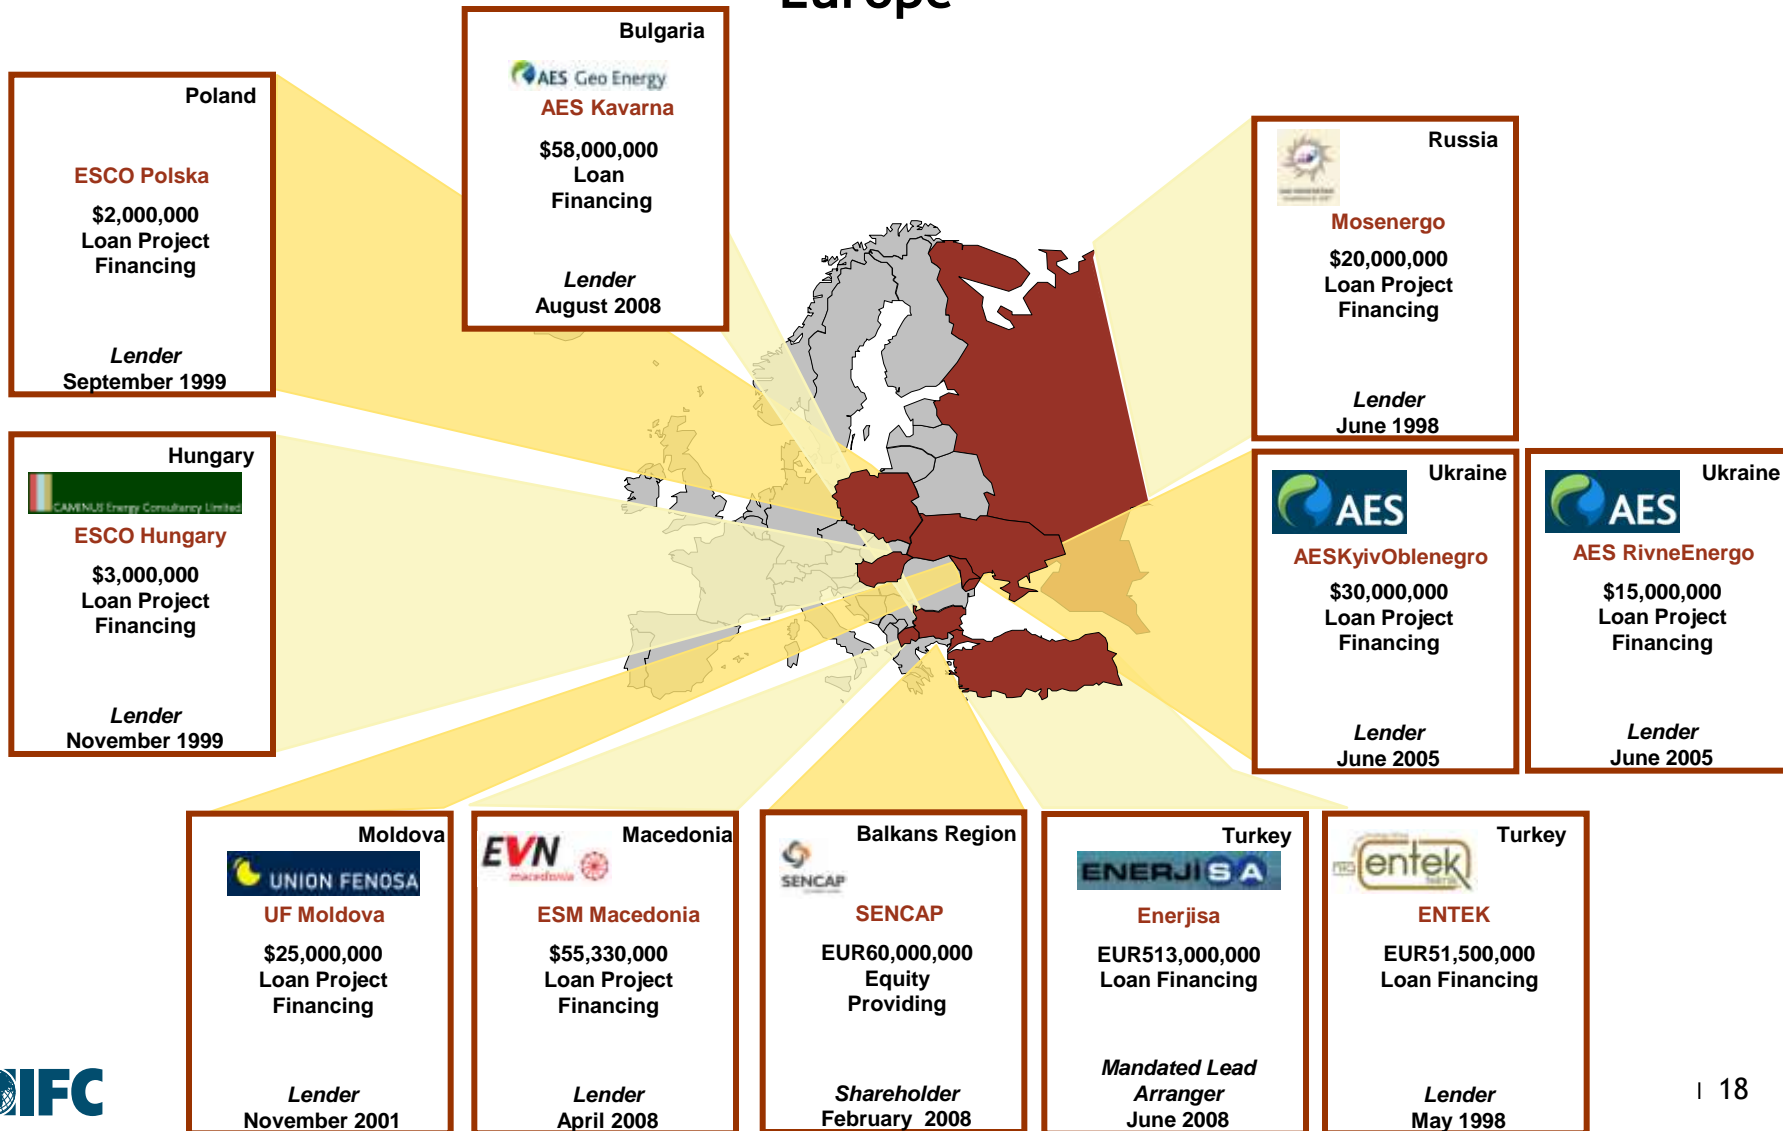 Europe
Bulgaria
AES Geo Energy
AES Kavarna
$58,000,000
Loan
Financing
Lender
August 2008
Poland
ESCO Polska
$2,000,000
Loan Project
Financing
Lender
September 1999
Russia
Mosenergo
$20,000,000
Loan Project
Financing
Lender
June 1998
Hungary
CAMINUS Energy Consultancy Limited
ESCO Hungary
$3,000,000
Loan Project
Financing
Lender
November 1999
Ukraine
AES
AESKyivOblenegro
$30,000,000
Loan Project
Financing
Lender
June 2005
Ukraine
AES
AES RivneEnergo
$15,000,000
Loan Project
Financing
Lender
June 2005
Moldova
UNION FENOSA
UF Moldova
$25,000,000
Loan Project
Financing
Lender
November 2001
Macedonia
EVN
macedonia
ESM Macedonia
$55,330,000
Loan Project
Financing
Lender
April 2008
Balkans Region
SENCAP
SENCAP
EUR60,000,000
Equity
Providing
Shareholder
February 2008
Turkey
ENERJİSA
Enerjisa
EUR513,000,000
Loan Financing
Mandated Lead
Arranger
June 2008
Turkey
entek
ENTEK
EUR51,500,000
Loan Financing
Lender
May 1998
IFC
I 18